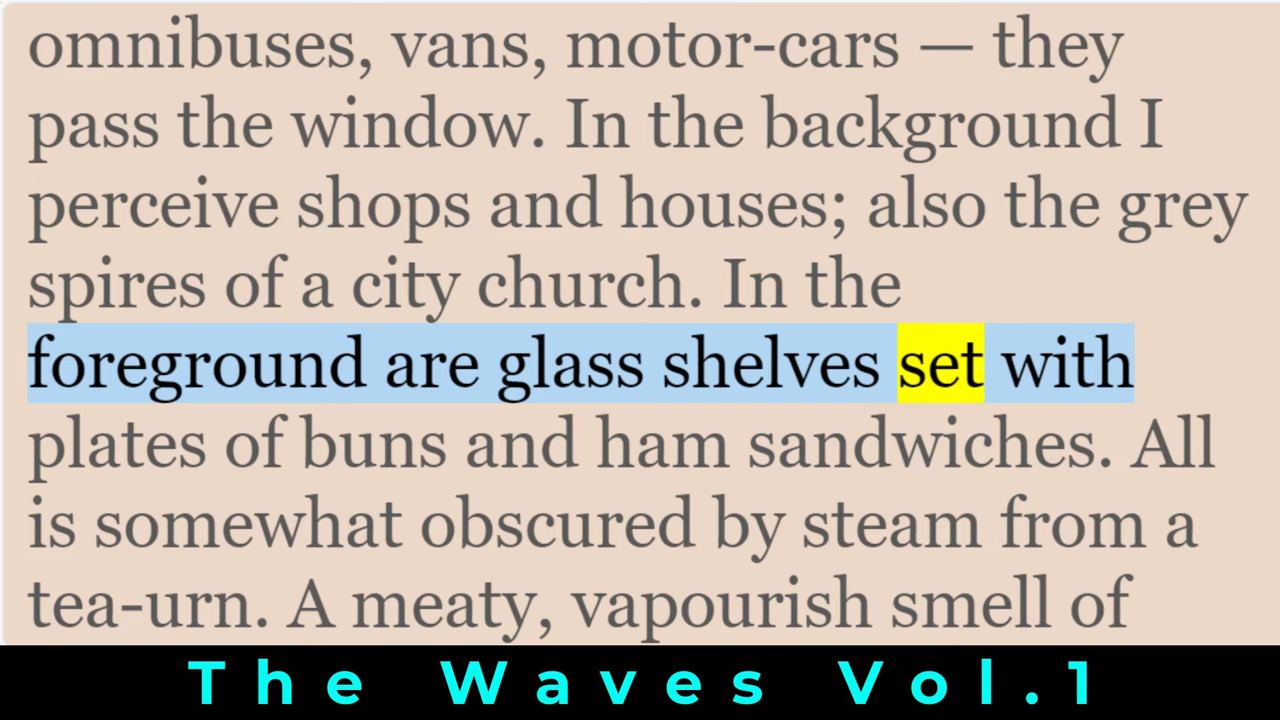 omnibuses, vans, motor-cars — they
pass the window. In the background I
perceive shops and houses; also the grey
spires of a city church. In the
foreground are glass shelves set with
plates of buns and ham sandwiches. All
is somewhat obscured by steam from a
tea-urn. A meaty, vapourish smell of
The Waves Vol.1